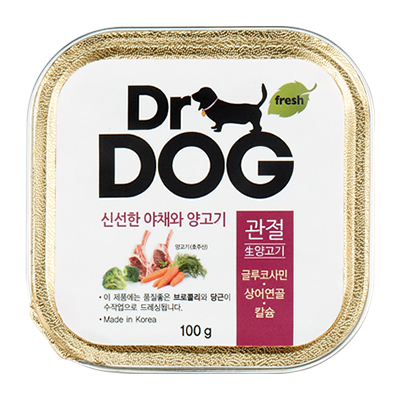 Dr
fresh
DOG
신선한 야채와 양고기
양고기(호주산)
• 이 제품에는 품질좋은 브로콜리와 당근이
수작업으로 드레싱됩니다.
• Made in Korea
100 g
관절
生양고기
글루코사민
•
상어연골
•
칼슘